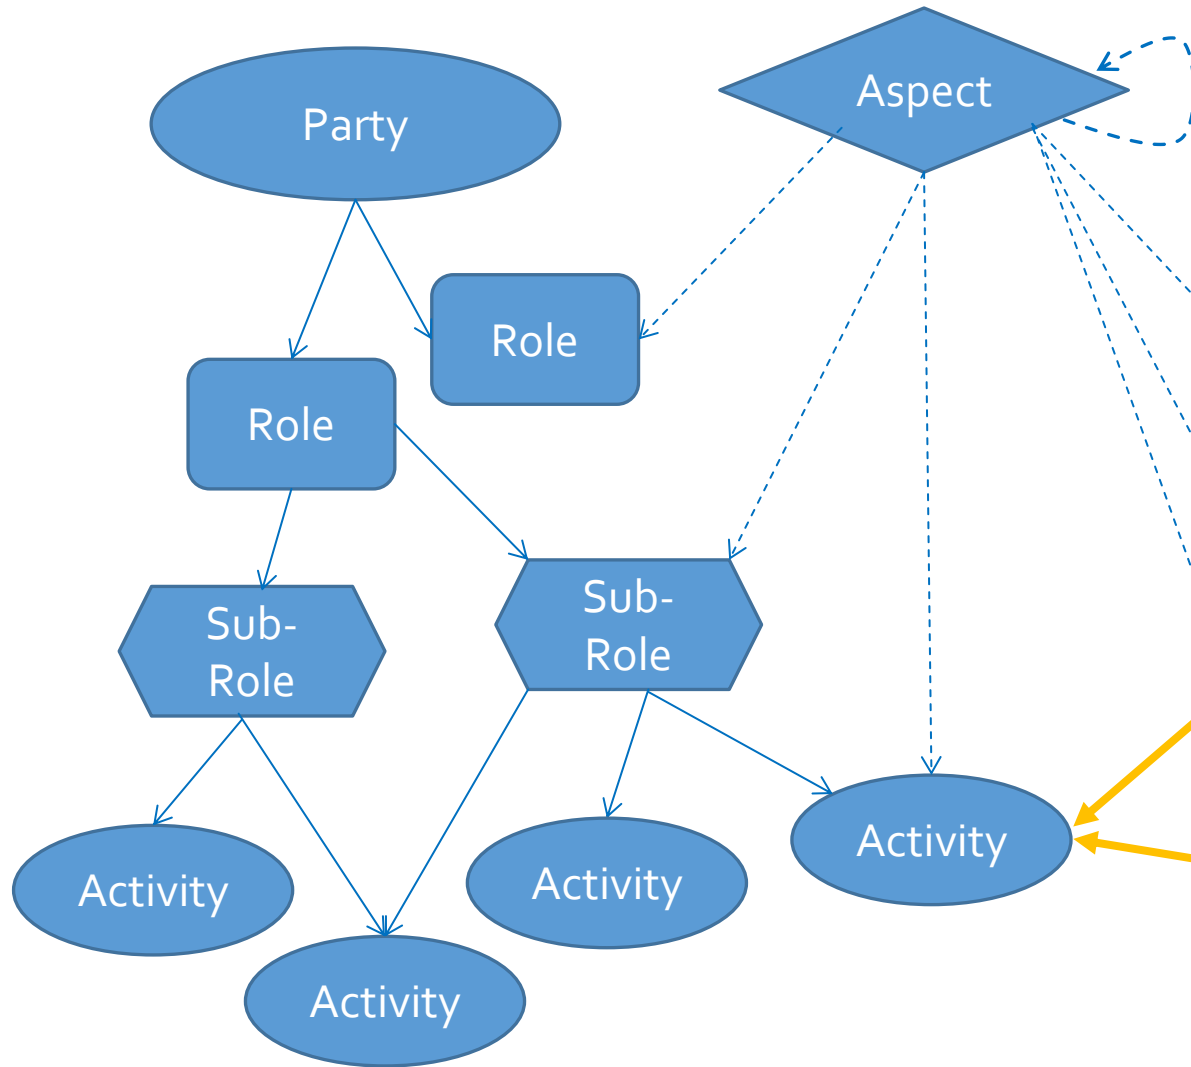 Party
Aspect
Role
Role
Sub-
Role
Sub-
Role
Activity
Activity
Activity
Activity